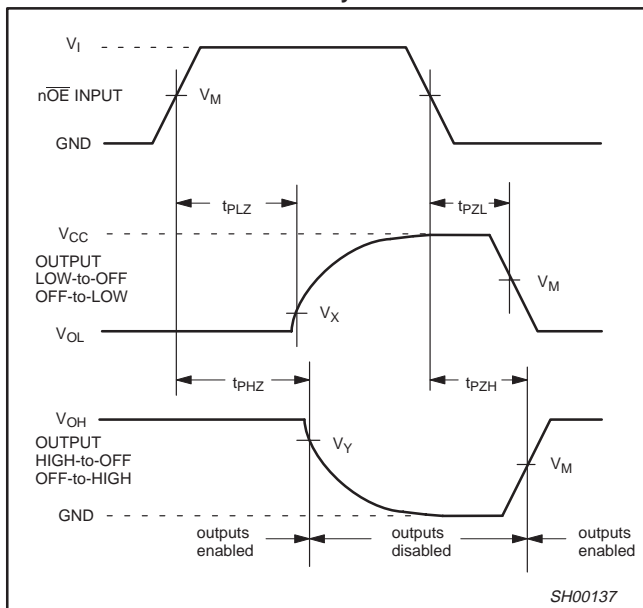 V_I
nOE INPUT
V_M
GND
t_PLZ
t_PZL
V_CC
OUTPUT
LOW-to-OFF
OFF-to-LOW
V_M
V_X
V_OL
t_PHZ
t_PZH
V_OH
OUTPUT
HIGH-to-OFF
OFF-to-HIGH
V_Y
V_M
GND
outputs
enabled
outputs
disabled
outputs
enabled
SH00137